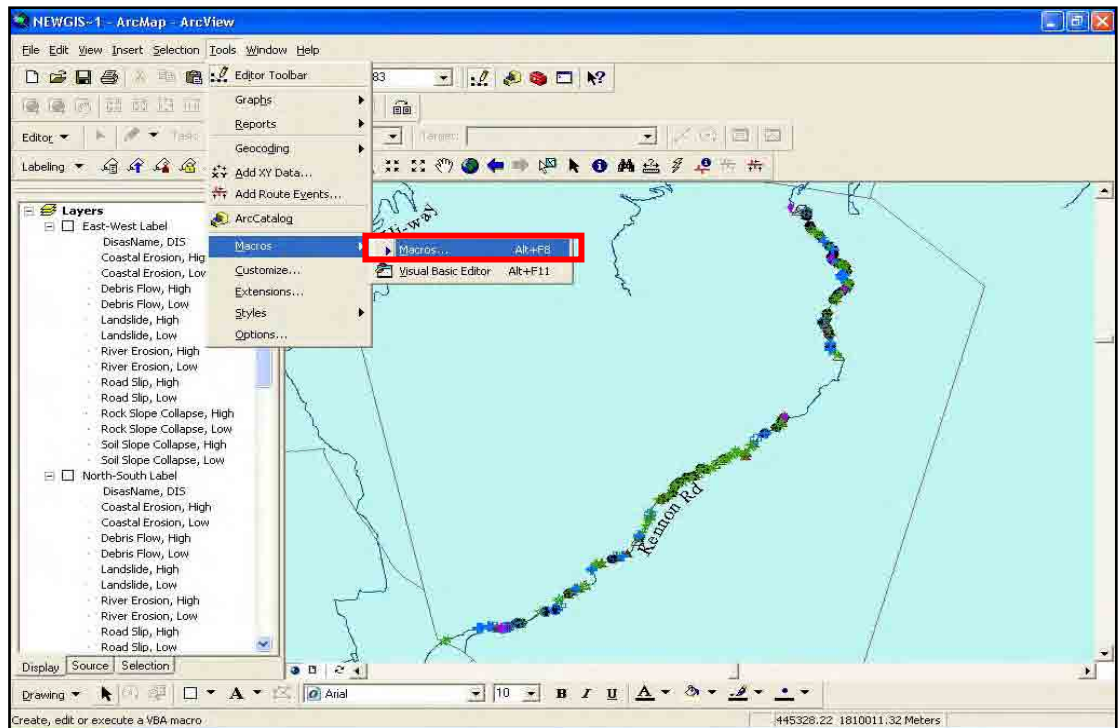 NEWGIS~1 - ArcMap - ArcView
File Edit View Insert Selection Tools Window Help
83
Editor
Target:
Labeling
Editor Toolbar
Graphs
Reports
Geocoding
Add XY Data...
Add Route Events...
ArcCatalog
Macros
Customize...
Extensions...
Styles
Options...
Macros... Alt+F8
Visual Basic Editor Alt+F11
Layers
East-West Label
DisasName, DIS
Coastal Erosion, Hig
Coastal Erosion, Low
Debris Flow, High
Debris Flow, Low
Landslide, High
Landslide, Low
River Erosion, High
River Erosion, Low
Road Slip, High
Road Slip, Low
Rock Slope Collapse, High
Rock Slope Collapse, Low
Soil Slope Collapse, High
Soil Slope Collapse, Low
North-South Label
DisasName, DIS
Coastal Erosion, High
Coastal Erosion, Low
Debris Flow, High
Debris Flow, Low
Landslide, High
Landslide, Low
River Erosion, High
River Erosion, Low
Road Slip, High
Road Slip, Low
Kennon Rd
Display Source Selection
Drawing A Arial 10 B I U A
Create, edit or execute a VBA macro
445328.22 1810011.32 Meters